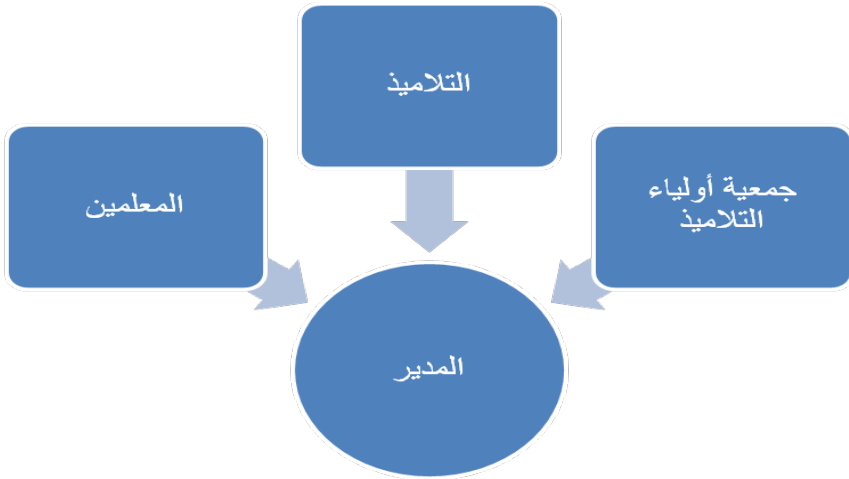 التلاميذ
جمعية أولياء
التلاميذ
المعلمين
المدير